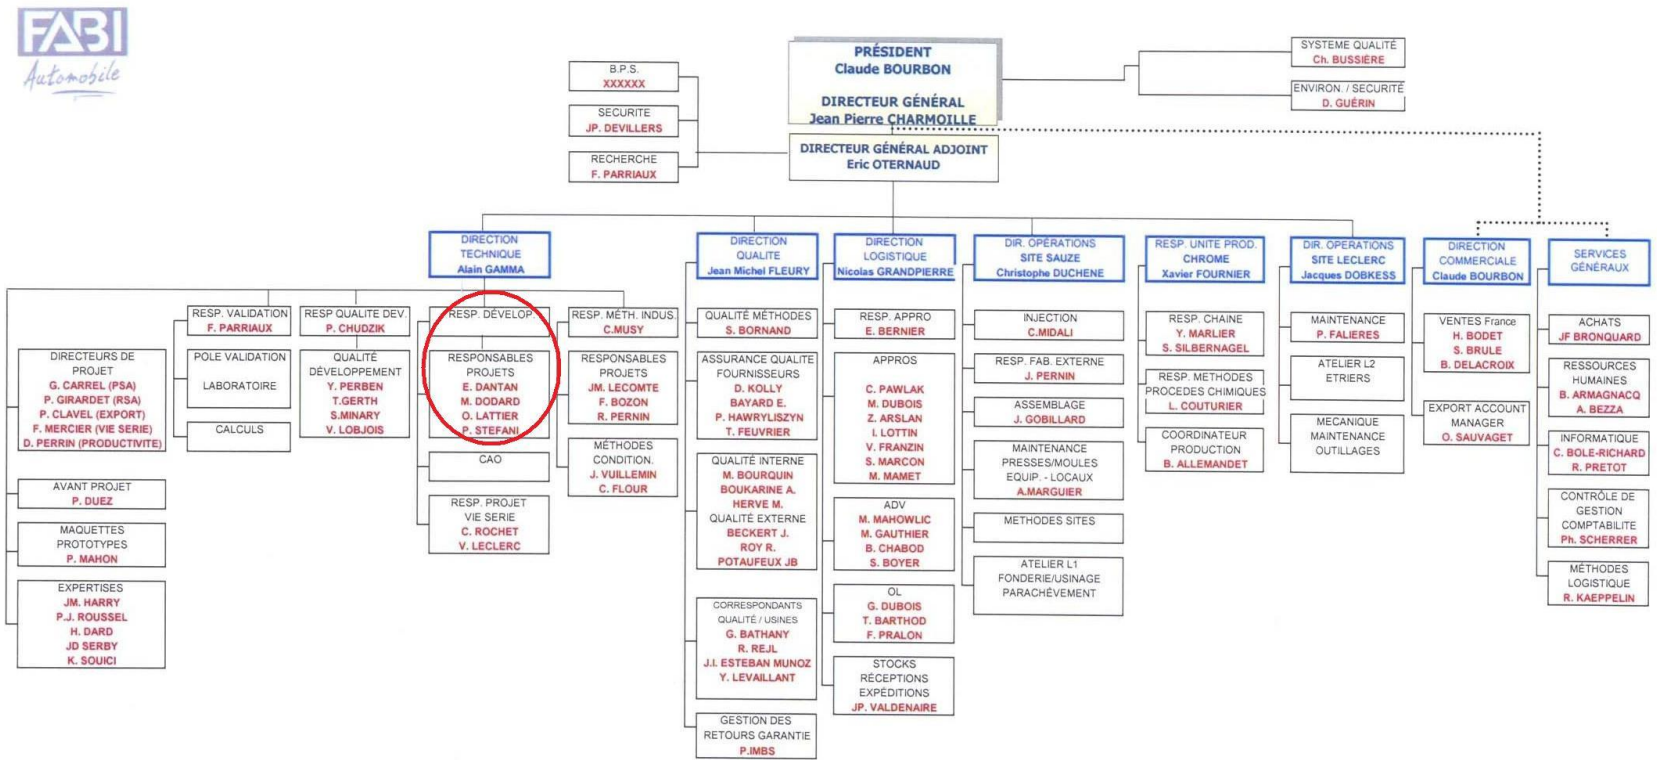 FABI
Automobile
PRÉSIDENT
Claude BOURBON
DIRECTEUR GÉNÉRAL
Jean Pierre CHARMOILLE
DIRECTEUR GÉNÉRAL ADJOINT
Eric OTERNAUD
B.P.S.
XXXXXX
SECURITE
JP. DEVILLERS
RECHERCHE
F. PARRIAUX
SYSTEME QUALITÉ
Ch. BUSSIÈRE
ENVIRON. / SECURITÉ
D. GUÉRIN
DIRECTION
TECHNIQUE
Alain GAMMA
DIRECTION
QUALITE
Jean Michel FLEURY
DIRECTION
LOGISTIQUE
Nicolas GRANDPIERRE
DIR. OPÉRATIONS
SITE SAUZE
Christophe DUCHENE
RESP. UNITE PROD.
CHROME
Xavier FOURNIER
DIR. OPERATIONS
SITE LECLERC
Jacques DOBKESS
DIRECTION
COMMERCIALE
Claude BOURBON
SERVICES
GÉNÉRAUX
DIRECTEURS DE
PROJET
G. CARREL (PSA)
P. GIRARDET (RSA)
P. CLAVEL (EXPORT)
F. MERCIER (VIE SERIE)
D. PERRIN (PRODUCTIVITE)
AVANT PROJET
P. DUEZ
MAQUETTES
PROTOTYPES
P. MAHON
EXPERTISES
JM. HARRY
P.J. ROUSSEL
H. DARD
JD SERBY
K. SOUICI
RESP. VALIDATION
F. PARRIAUX
POLE VALIDATION
LABORATOIRE
CALCULS
RESP QUALITE DEV.
P. CHUDZIK
QUALITÉ
DÉVELOPPEMENT
Y. PERBEN
T.GERTH
S.MINARY
V. LOBJOIS
RESP. DÉVELOP.
RESPONSABLES
PROJETS
E. DANTAN
M. DODARD
O. LATTIER
P. STEFANI
CAO
RESP. PROJET
VIE SERIE
C. ROCHET
V. LECLERC
RESP. MÉTH. INDUS.
C.MUSY
RESPONSABLES
PROJETS
JM. LECOMTE
F. BOZON
R. PERNIN
MÉTHODES
CONDITION.
J. VUILLEMIN
C. FLOUR
QUALITÉ MÉTHODES
S. BORNAND
ASSURANCE QUALITE
FOURNISSEURS
D. KOLLY
BAYARD E.
P. HAWRYLISZYN
T. FEUVRIER
QUALITÉ INTERNE
M. BOURQUIN
BOUKARINE A.
HERVE M.
QUALITÉ EXTERNE
BECKERT J.
ROY R.
POTAUFEUX JB
CORRESPONDANTS
QUALITÉ / USINES
G. BATHANY
R. REJL
J.I. ESTEBAN MUNOZ
Y. LEVAILLANT
GESTION DES
RETOURS GARANTIE
P.IMBS
RESP. APPRO
E. BERNIER
APPROS
C. PAWLAK
M. DUBOIS
Z. ARSLAN
I. LOTTIN
V. FRANZIN
S. MARCON
M. MAMET
ADV
M. MAHOWLIC
M. GAUTHIER
B. CHABOD
S. BOYER
OL
G. DUBOIS
T. BARTHOD
F. PRALON
STOCKS
RÉCEPTIONS
EXPÉDITIONS
JP. VALDENAIRE
INJECTION
C.MIDALI
RESP. FAB. EXTERNE
J. PERNIN
ASSEMBLAGE
J. GOBILLARD
MAINTENANCE
PRESSES/MOULES
EQUIP. - LOCAUX
A.MARGUIER
METHODES SITES
ATELIER L1
FONDERIE/USINAGE
PARACHÈVEMENT
RESP. CHAINE
Y. MARLIER
S. SILBERNAGEL
RESP. METHODES
PROCEDES CHIMIQUES
L. COUTURIER
COORDINATEUR
PRODUCTION
B. ALLEMANDET
MAINTENANCE
P. FALIERES
ATELIER L2
ETRIERS
MECANIQUE
MAINTENANCE
OUTILLAGES
VENTES France
H. BODET
S. BRULE
B. DELACROIX
EXPORT ACCOUNT
MANAGER
O. SAUVAGET
ACHATS
JF BRONQUARD
RESSOURCES
HUMAINES
B. ARMAGNACQ
A. BEZZA
INFORMATIQUE
C. BOLE-RICHARD
R. PRETOT
CONTRÔLE DE
GESTION
COMPTABILITE
Ph. SCHERRER
MÉTHODES
LOGISTIQUE
R. KAEPPELIN